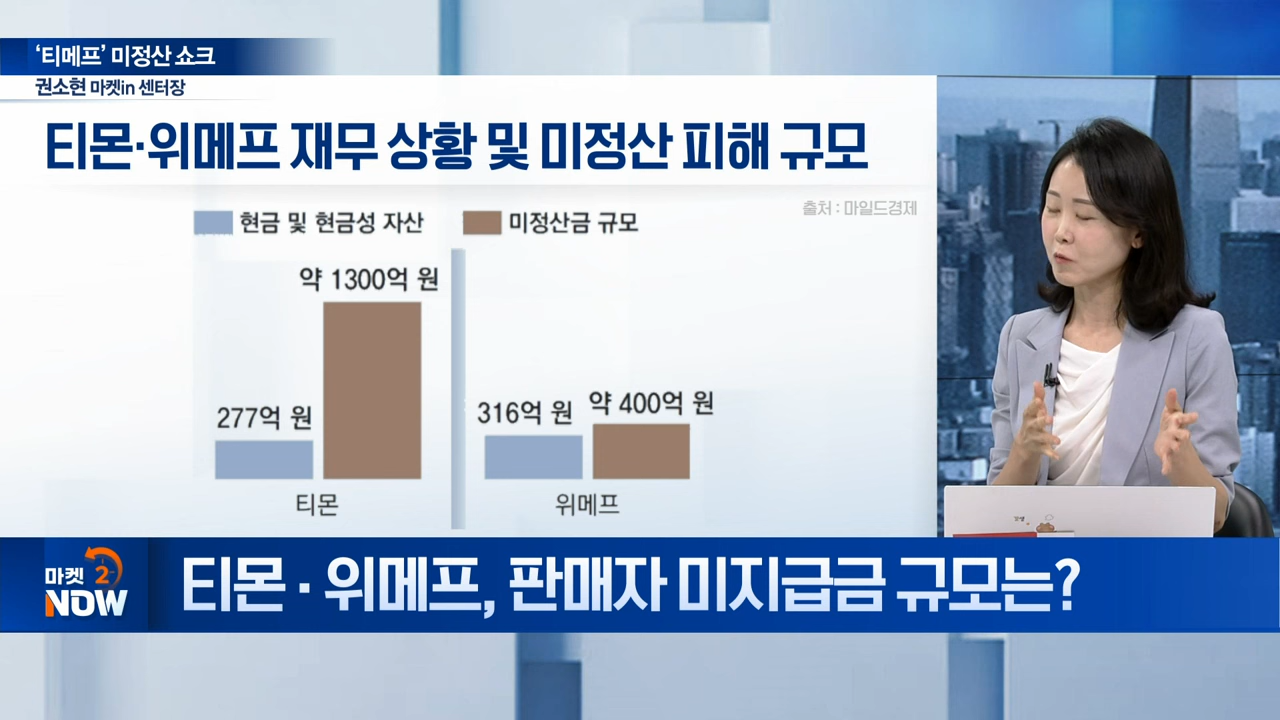 ‘티메프’ 미정산 쇼크
권소현 마켓in 센터장
티몬·위메프 재무 상황 및 미정산 피해 규모
출처 : 마일드경제
현금 및 현금성 자산
미정산금 규모
277억 원
약 1300억 원
티몬
316억 원
약 400억 원
위메프
마켓 2
NOW
티몬 · 위메프, 판매자 미지급금 규모는?